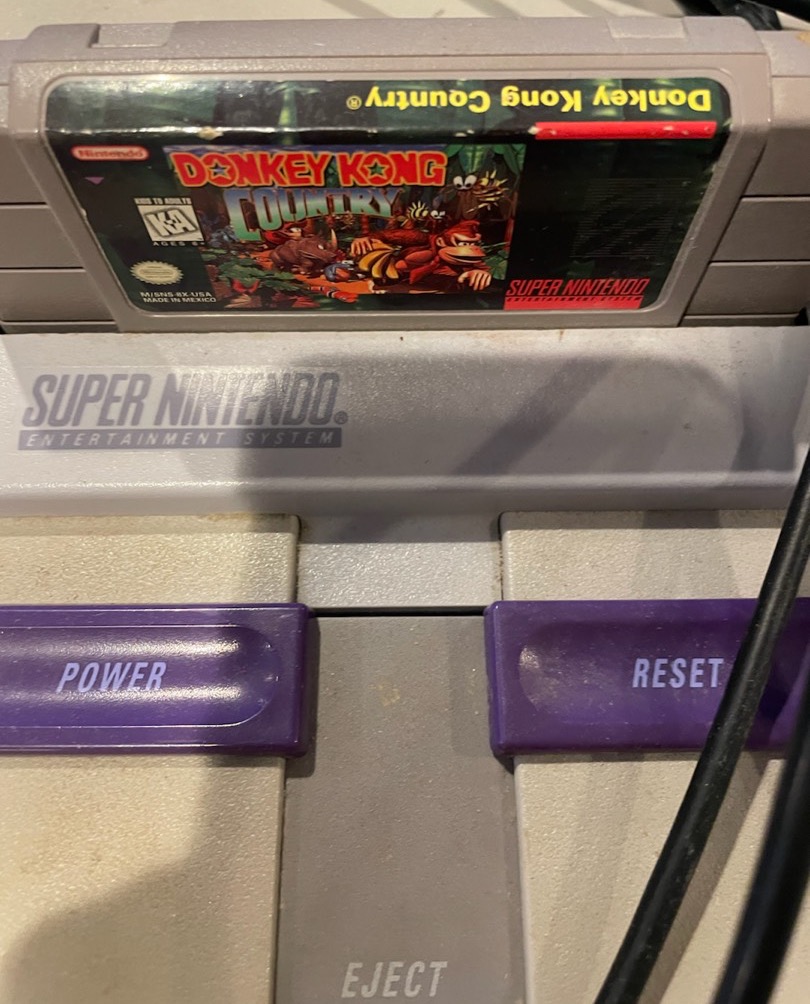 Donkey Kong Country®
Nintendo
DONKEY KONG
COUNTRY
KIDS TO ADULTS
KA
AGES 6+
M/SNS-8X-USA
MADE IN MEXICO
SUPER NINTENDO
ENTERTAINMENT SYSTEM
SUPER NINTENDO®
ENTERTAINMENT SYSTEM
POWER
RESET
EJECT